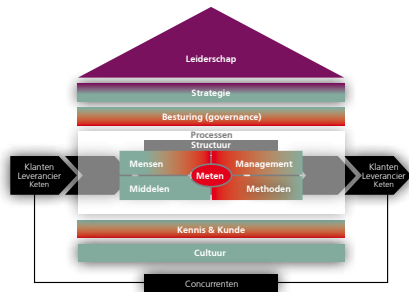 Leiderschap
Strategie
Besturing (governance)
Processen
Structuur
Mensen
Management
Klanten
Leverancier
Keten
Meten
Klanten
Leverancier
Keten
Middelen
Methoden
Kennis & Kunde
Cultuur
Concurrenten